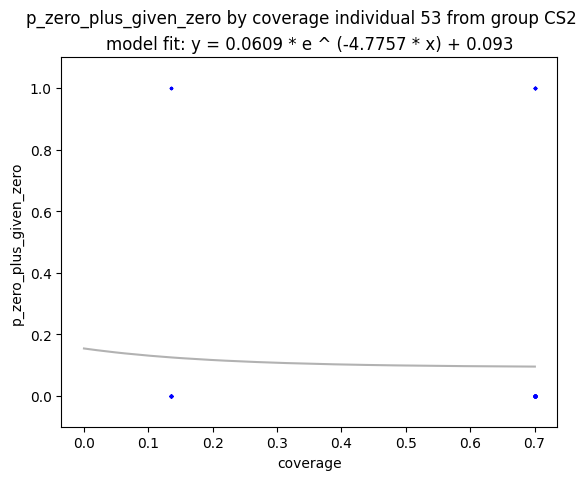 p_zero_plus_given_zero by coverage individual 53 from group CS2
model fit: y = 0.0609 * e ^ (-4.7757 * x) + 0.093
p_zero_plus_given_zero
1.0
0.8
0.6
0.4
0.2
0.0
0.0 0.1 0.2 0.3 0.4 0.5 0.6 0.7
coverage